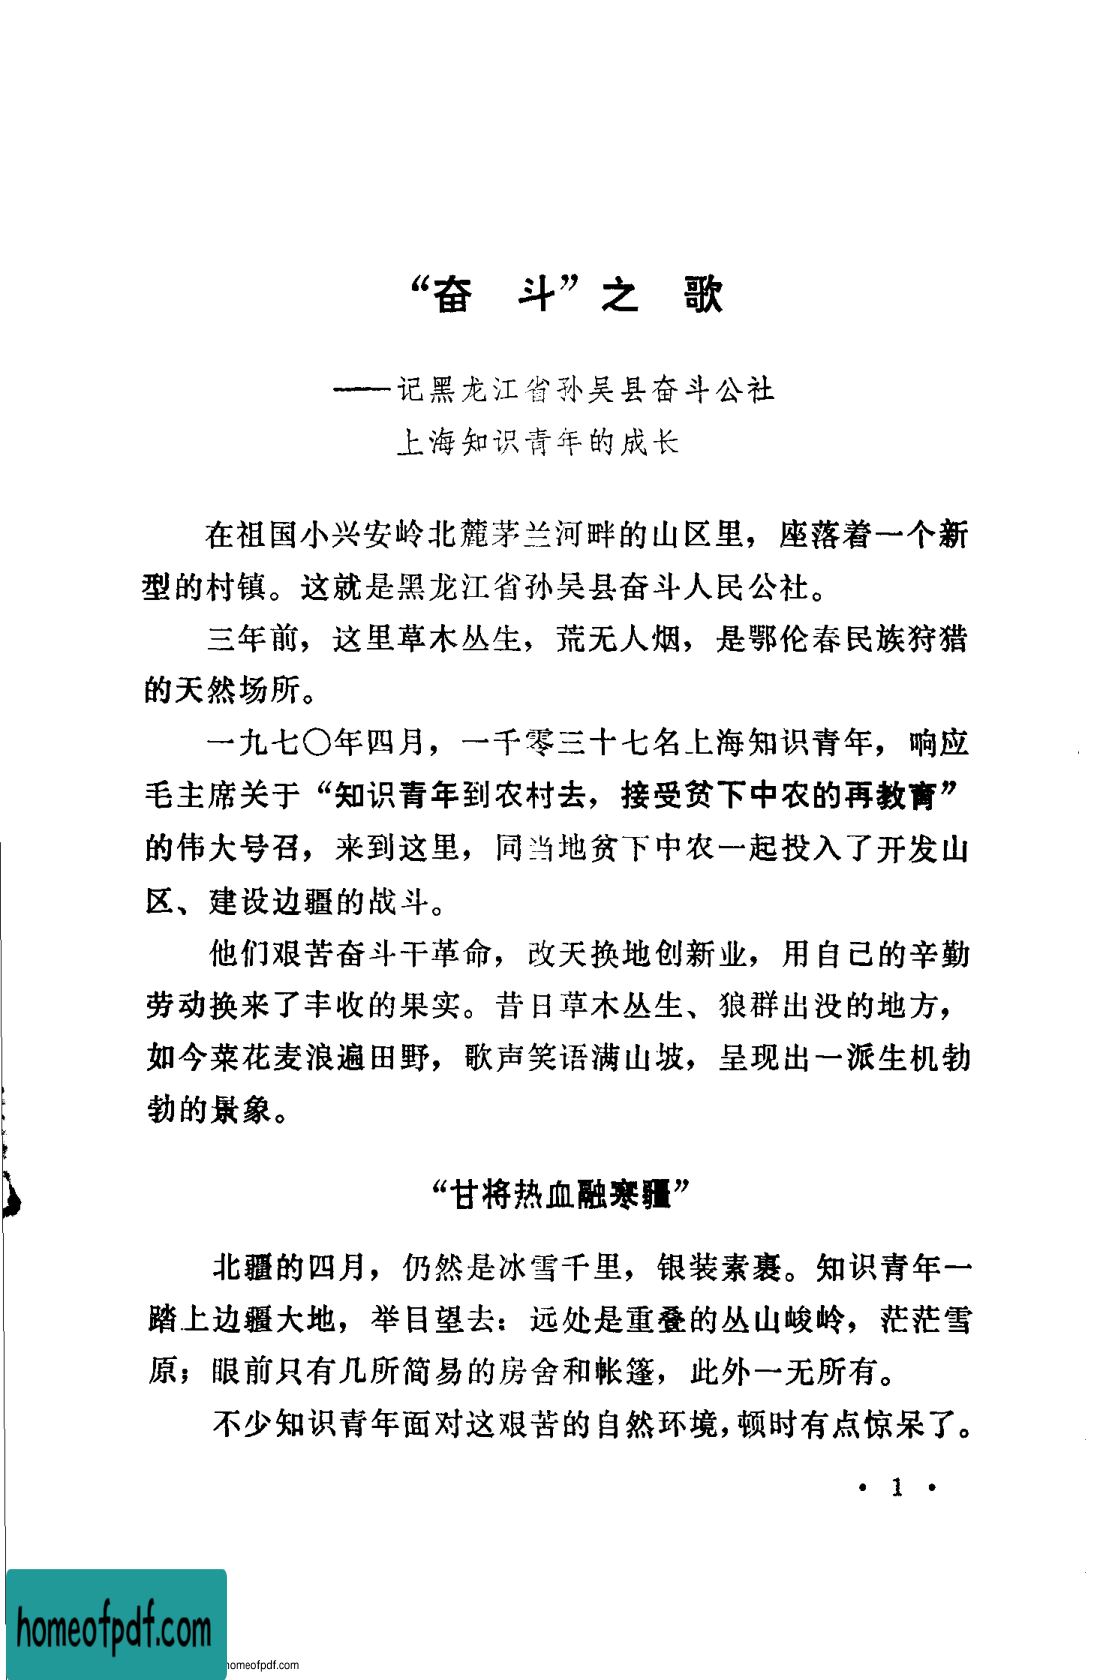 “奋　斗”之　歌
——记黑龙江省孙吴县奋斗公社
上海知识青年的成长
在祖国小兴安岭北麓茅兰河畔的山区里，座落着一个新
型的村镇。这就是黑龙江省孙吴县奋斗人民公社。
三年前，这里草木丛生，荒无人烟，是鄂伦春民族狩猎
的天然场所。
一九七〇年四月，一千零三十七名上海知识青年，响应
毛主席关于“知识青年到农村去，接受贫下中农的再教育”
的伟大号召，来到这里，同当地贫下中农一起投入了开发山
区、建设边疆的战斗。
他们艰苦奋斗干革命，改天换地创新业，用自己的辛勤
劳动换来了丰收的果实。昔日草木丛生、狼群出没的地方，
如今菜花麦浪遍田野，歌声笑语满山坡，呈现出一派生机勃
勃的景象。
“甘将热血融寒疆”
北疆的四月，仍然是冰雪千里，银装素裹。知识青年一
踏上边疆大地，举目望去：远处是重叠的丛山峻岭，茫茫雪
原；眼前只有几所简易的房舍和帐篷，此外一无所有。
不少知识青年面对这艰苦的自然环境，顿时有点惊呆了。
• 1 •
homeofpdf.com
homeofpdf.com